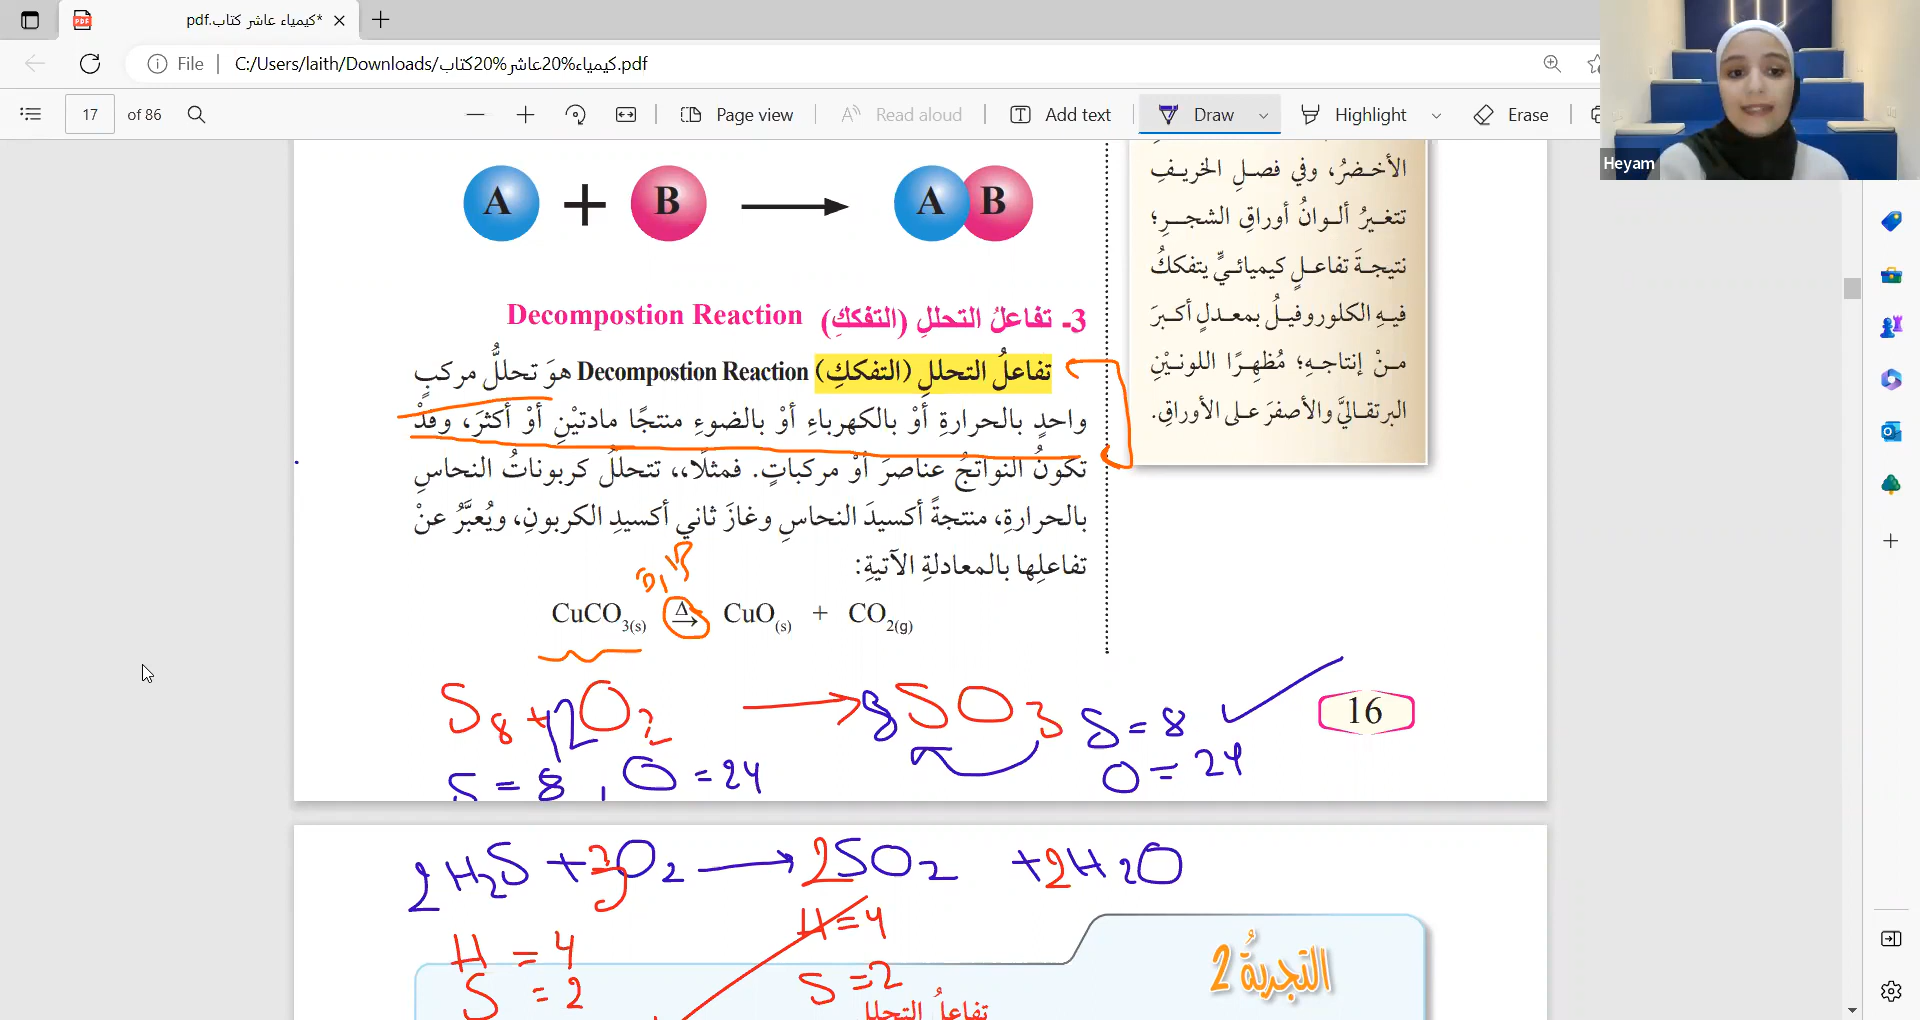 كيمياء عاشر كتاب.pdf*
File
C:/Users/laith/Downloads/كيمياء%20عاشر%20كتاب.pdf
17 of 86
Page view
Read aloud
Add text
Draw
Highlight
Erase
Heyam
A + B → A B
3ـ تفاعلُ التحللِ (التفككِ) Decompostion Reaction
تفاعلُ التحللِ (التفككِ) Decompostion Reaction هوَ تحللُّ مركبٍ
واحدٍ بالحرارةِ أوْ بالكهرباءِ أوْ بالضوءِ منتجًا مادتيْنِ أوْ أكثرَ، وقدْ
تكونُ النواتجُ عناصرَ أوْ مركباتٍ. فمثلًا،، تتحللُ كربوناتُ النحاسِ
بالحرارةِ، منتجةً أكسيدَ النحاسِ وغازَ ثاني أكسيدِ الكربونِ، ويُعبَّرُ عنْ
تفاعلِها بالمعادلةِ الآتيةِ:
CuCO3(s) Δ→ CuO(s) + CO2(g)
الأخضرُ، وفي فصلِ الخريفِ
تتغيرُ ألوانُ أوراقِ الشجرِ؛
نتيجةَ تفاعلٍ كيميائيٍّ يتفككُ
فيهِ الكلوروفيلُ بمعدلٍ أكبرَ
منْ إنتاجهِ؛ مُظهِرًا اللونيْنِ
البرتقاليَّ والأصفرَ على الأوراقِ.
S8 + 12O2 → 8SO3
S = 8 , O = 24
S = 8
O = 24
16
2H2S + 3O2 → 2SO2 + 2H2O
H = 4
S = 2
H = 4
S = 2
التجربةُ 2
تفاعلُ التحلل